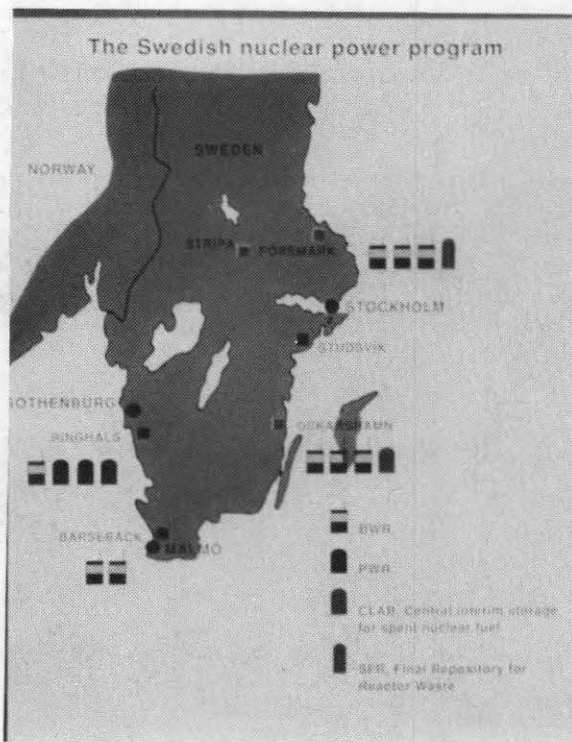 The Swedish nuclear power program
SWEDEN
NORWAY
STRIPA
FORSMARK
STOCKHOLM
STUDSVIK
GOTHENBURG
OSKARSHAMN
RINGHALS
BARSEBÄCK
MALMÖ
BWR
PWR
CLAB, Central interim storage
for spent nuclear fuel
SFR, Final Repository for
Reactor Waste